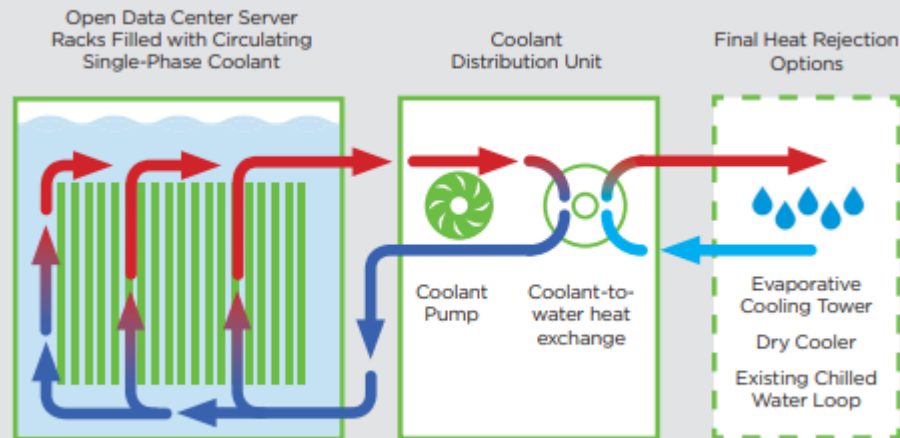 Open Data Center Server
Racks Filled with Circulating
Single-Phase Coolant
Coolant
Distribution Unit
Final Heat Rejection
Options
Coolant
Pump
Coolant-to-
water heat
exchange
Evaporative
Cooling Tower
Dry Cooler
Existing Chilled
Water Loop